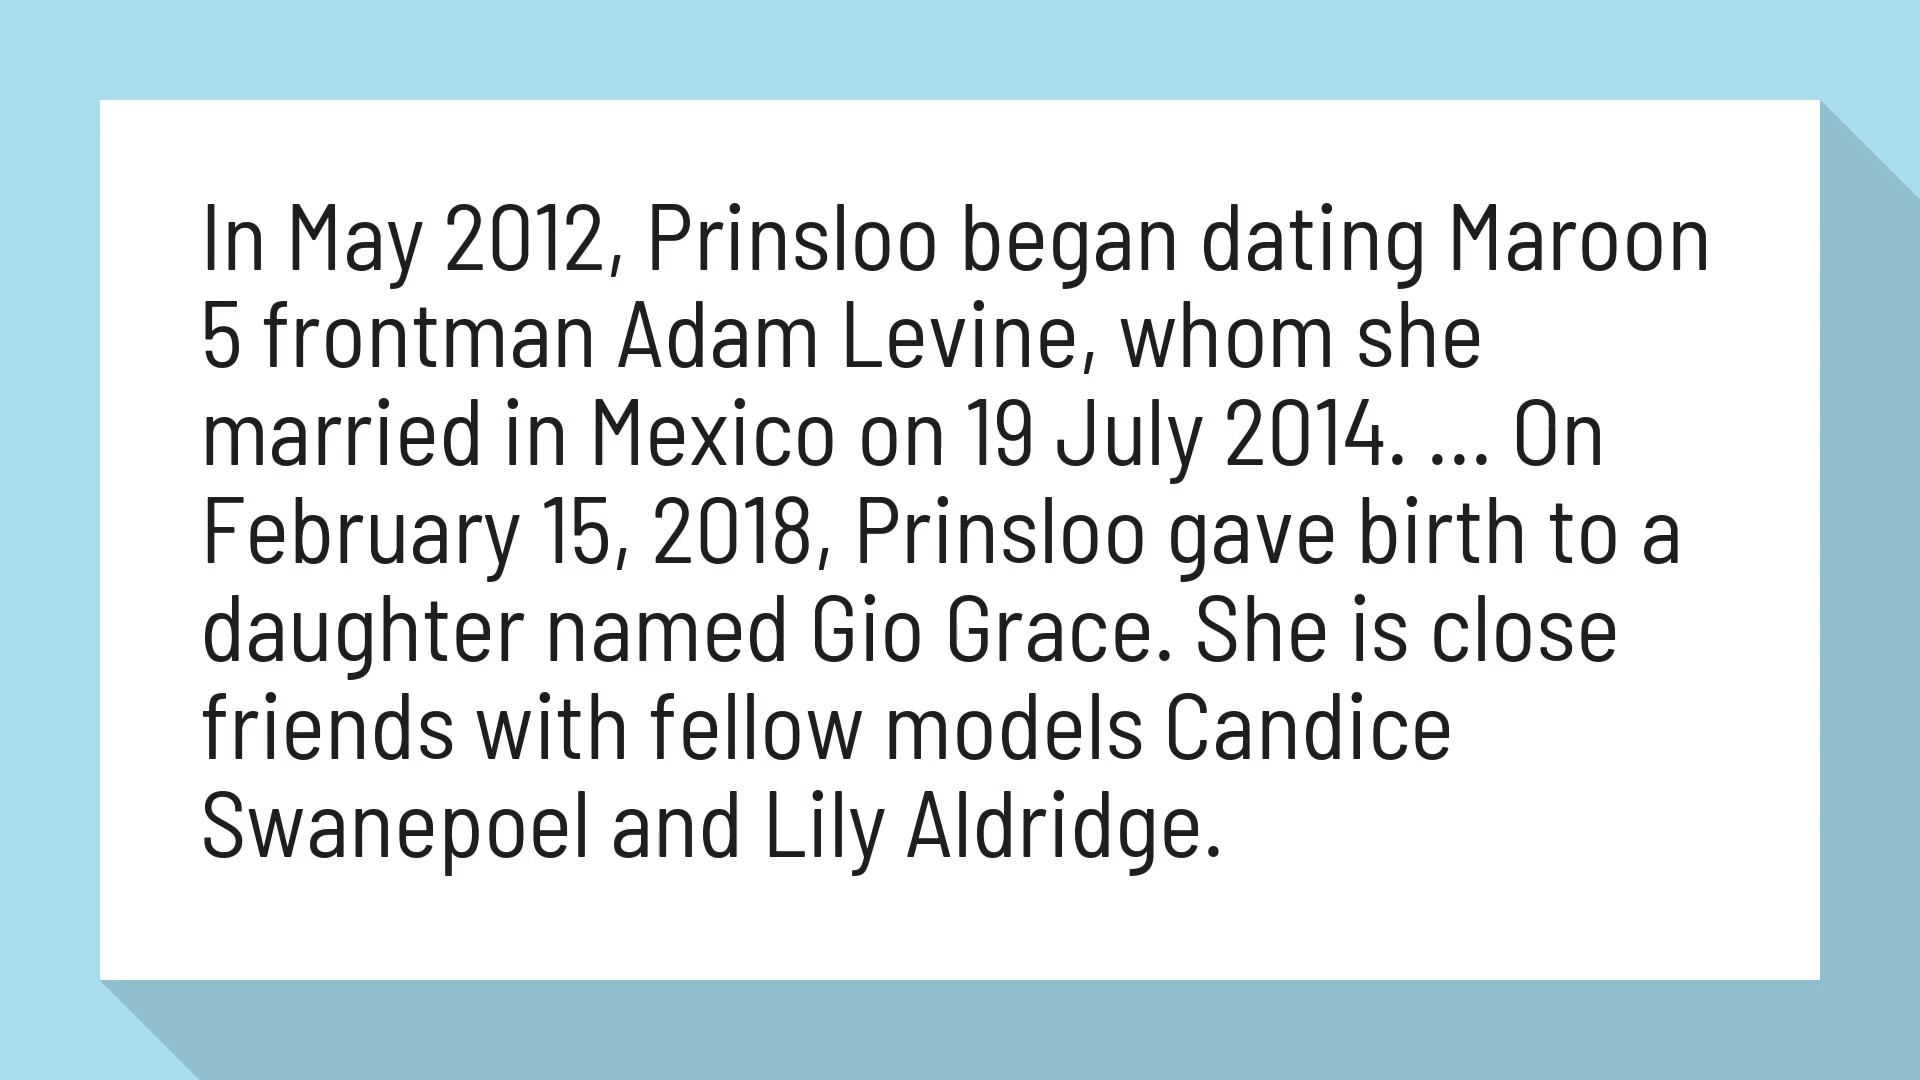 In May 2012, Prinsloo began dating Maroon
5 frontman Adam Levine, whom she
married in Mexico on 19 July 2014. ... On
February 15, 2018, Prinsloo gave birth to a
daughter named Gio Grace. She is close
friends with fellow models Candice
Swanepoel and Lily Aldridge.